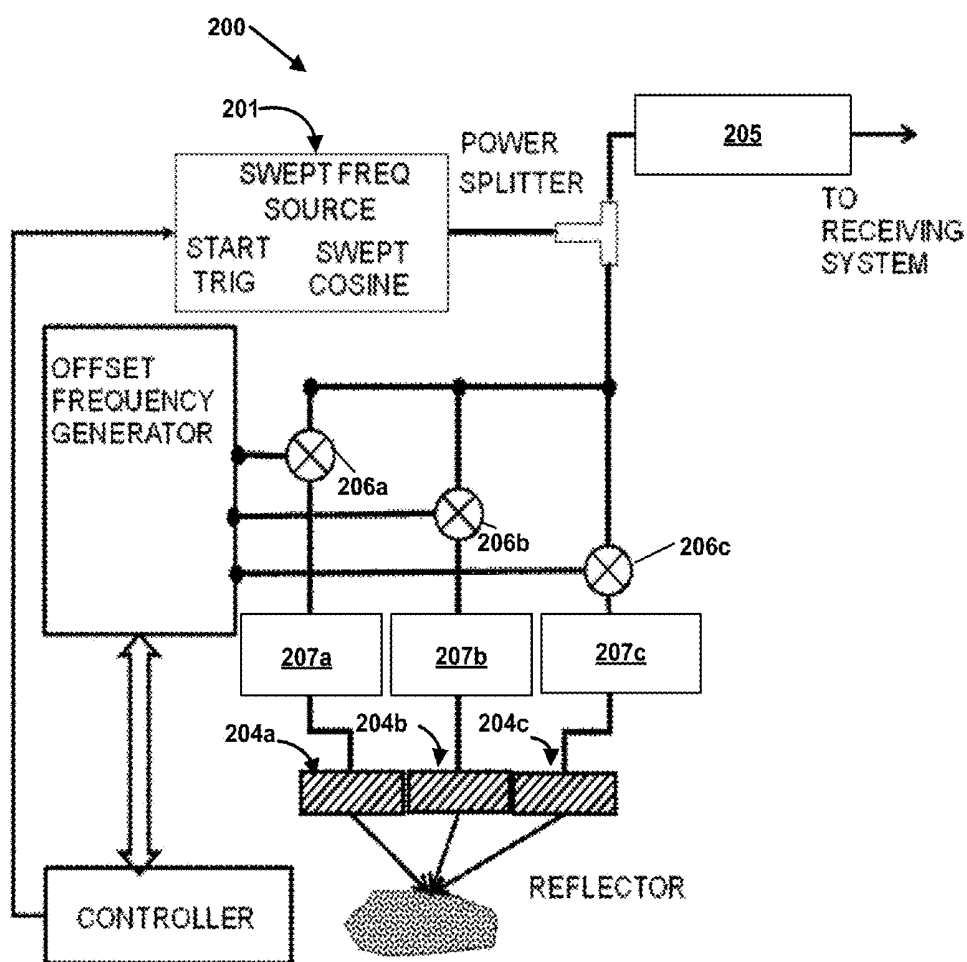 200
201
POWER
SPLITTER
205
SWEPT FREQ
SOURCE
START
TRIG
SWEPT
COSINE
TO
RECEIVING
SYSTEM
OFFSET
FREQUENCY
GENERATOR
206a
206b
206c
207a
207b
207c
204a
204b
204c
REFLECTOR
CONTROLLER